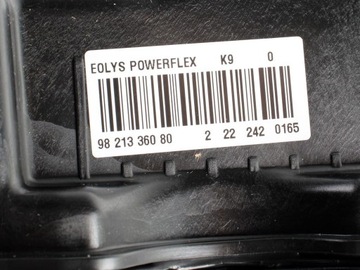 EOLYS POWERFLEX K9 0
98 213 360 80 2 22 242 0165